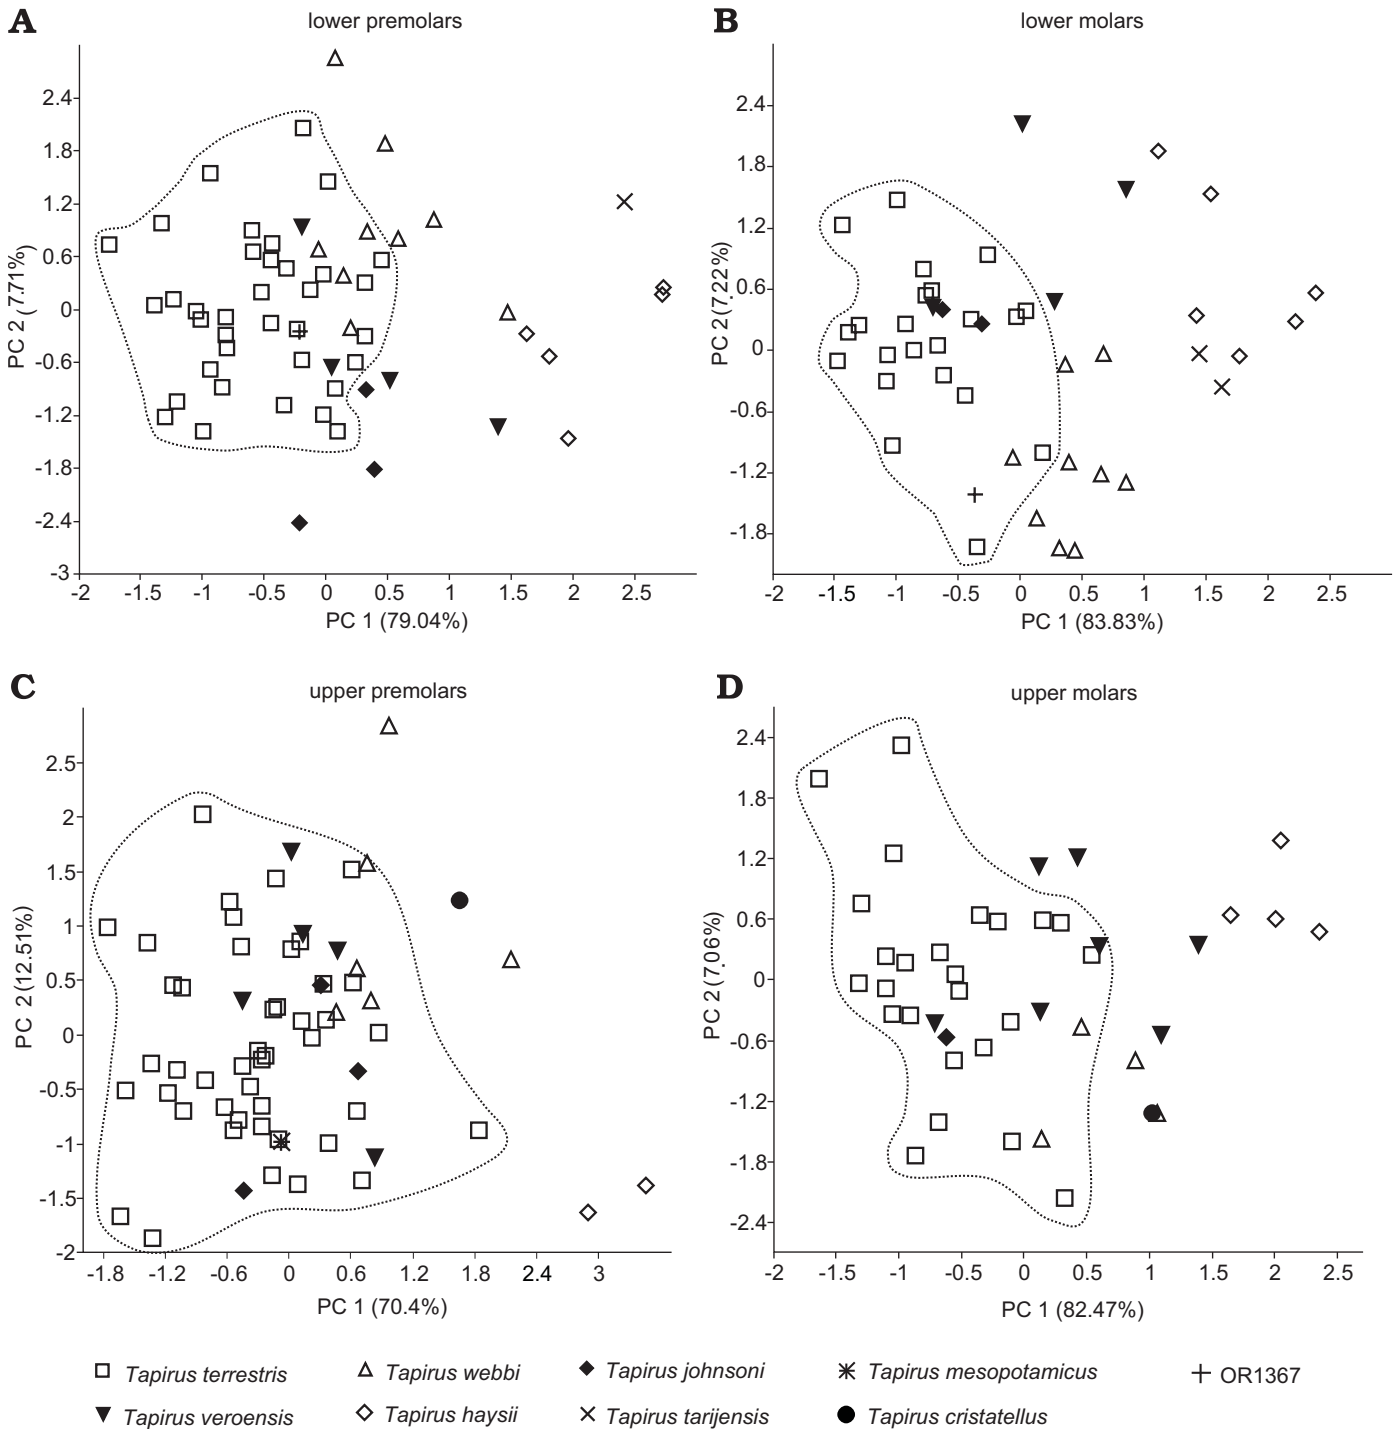 A
lower premolars
2.4
1.8
1.2
0.6
0
-0.6
-1.2
-1.8
-2.4
-3
PC 2 (7.71%)
-2 -1.5 -1 -0.5 0 0.5 1 1.5 2 2.5
PC 1 (79.04%)
B
lower molars
2.4
1.8
1.2
0.6
0
-0.6
-1.2
-1.8
PC 2 (7.22%)
-2 -1.5 -1 -0.5 0 0.5 1 1.5 2 2.5
PC 1 (83.83%)
C
upper premolars
2.5
2
1.5
1
0.5
0
-0.5
-1
-1.5
-2
PC 2 (12.51%)
-1.8 -1.2 -0.6 0 0.6 1.2 1.8 2.4 3
PC 1 (70.4%)
D
upper molars
2.4
1.8
1.2
0.6
0
-0.6
-1.2
-1.8
-2.4
PC 2 (7.06%)
-2 -1.5 -1 -0.5 0 0.5 1 1.5 2 2.5
PC 1 (82.47%)
Tapirus terrestris Tapirus webbi Tapirus johnsoni Tapirus mesopotamicus OR1367
Tapirus veroensis Tapirus haysii Tapirus tarijensis Tapirus cristatellus